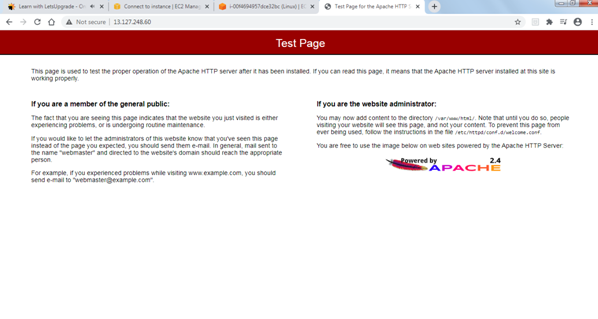 Learn with LetsUpgrade - G
Connect to instance | EC2 Mana
i-00f4694957dce32bc (Linux) | E
Test Page for the Apache HTTP S
Not secure | 13.127.248.60
Test Page
This page is used to test the proper operation of the Apache HTTP server after it has been installed. If you can read this page, it means that the Apache HTTP server installed at this site is
working properly.
If you are a member of the general public:
The fact that you are seeing this page indicates that the website you just visited is either
experiencing problems, or is undergoing routine maintenance.
If you would like to let the administrators of this website know that you've seen this page
instead of the page you expected, you should send them e-mail. In general, mail sent to
the name "webmaster" and directed to the website's domain should reach the appropriate
person.
For example, if you experienced problems while visiting www.example.com, you should
send e-mail to "webmaster@example.com".
If you are the website administrator:
You may now add content to the directory /var/www/html/. Note that until you do so, people
visiting your website will see this page, and not your content. To prevent this page from
ever being used, follow the instructions in the file /etc/httpd/conf.d/welcome.conf.
You are free to use the image below on web sites powered by the Apache HTTP Server:
Powered by 2.4
APACHE